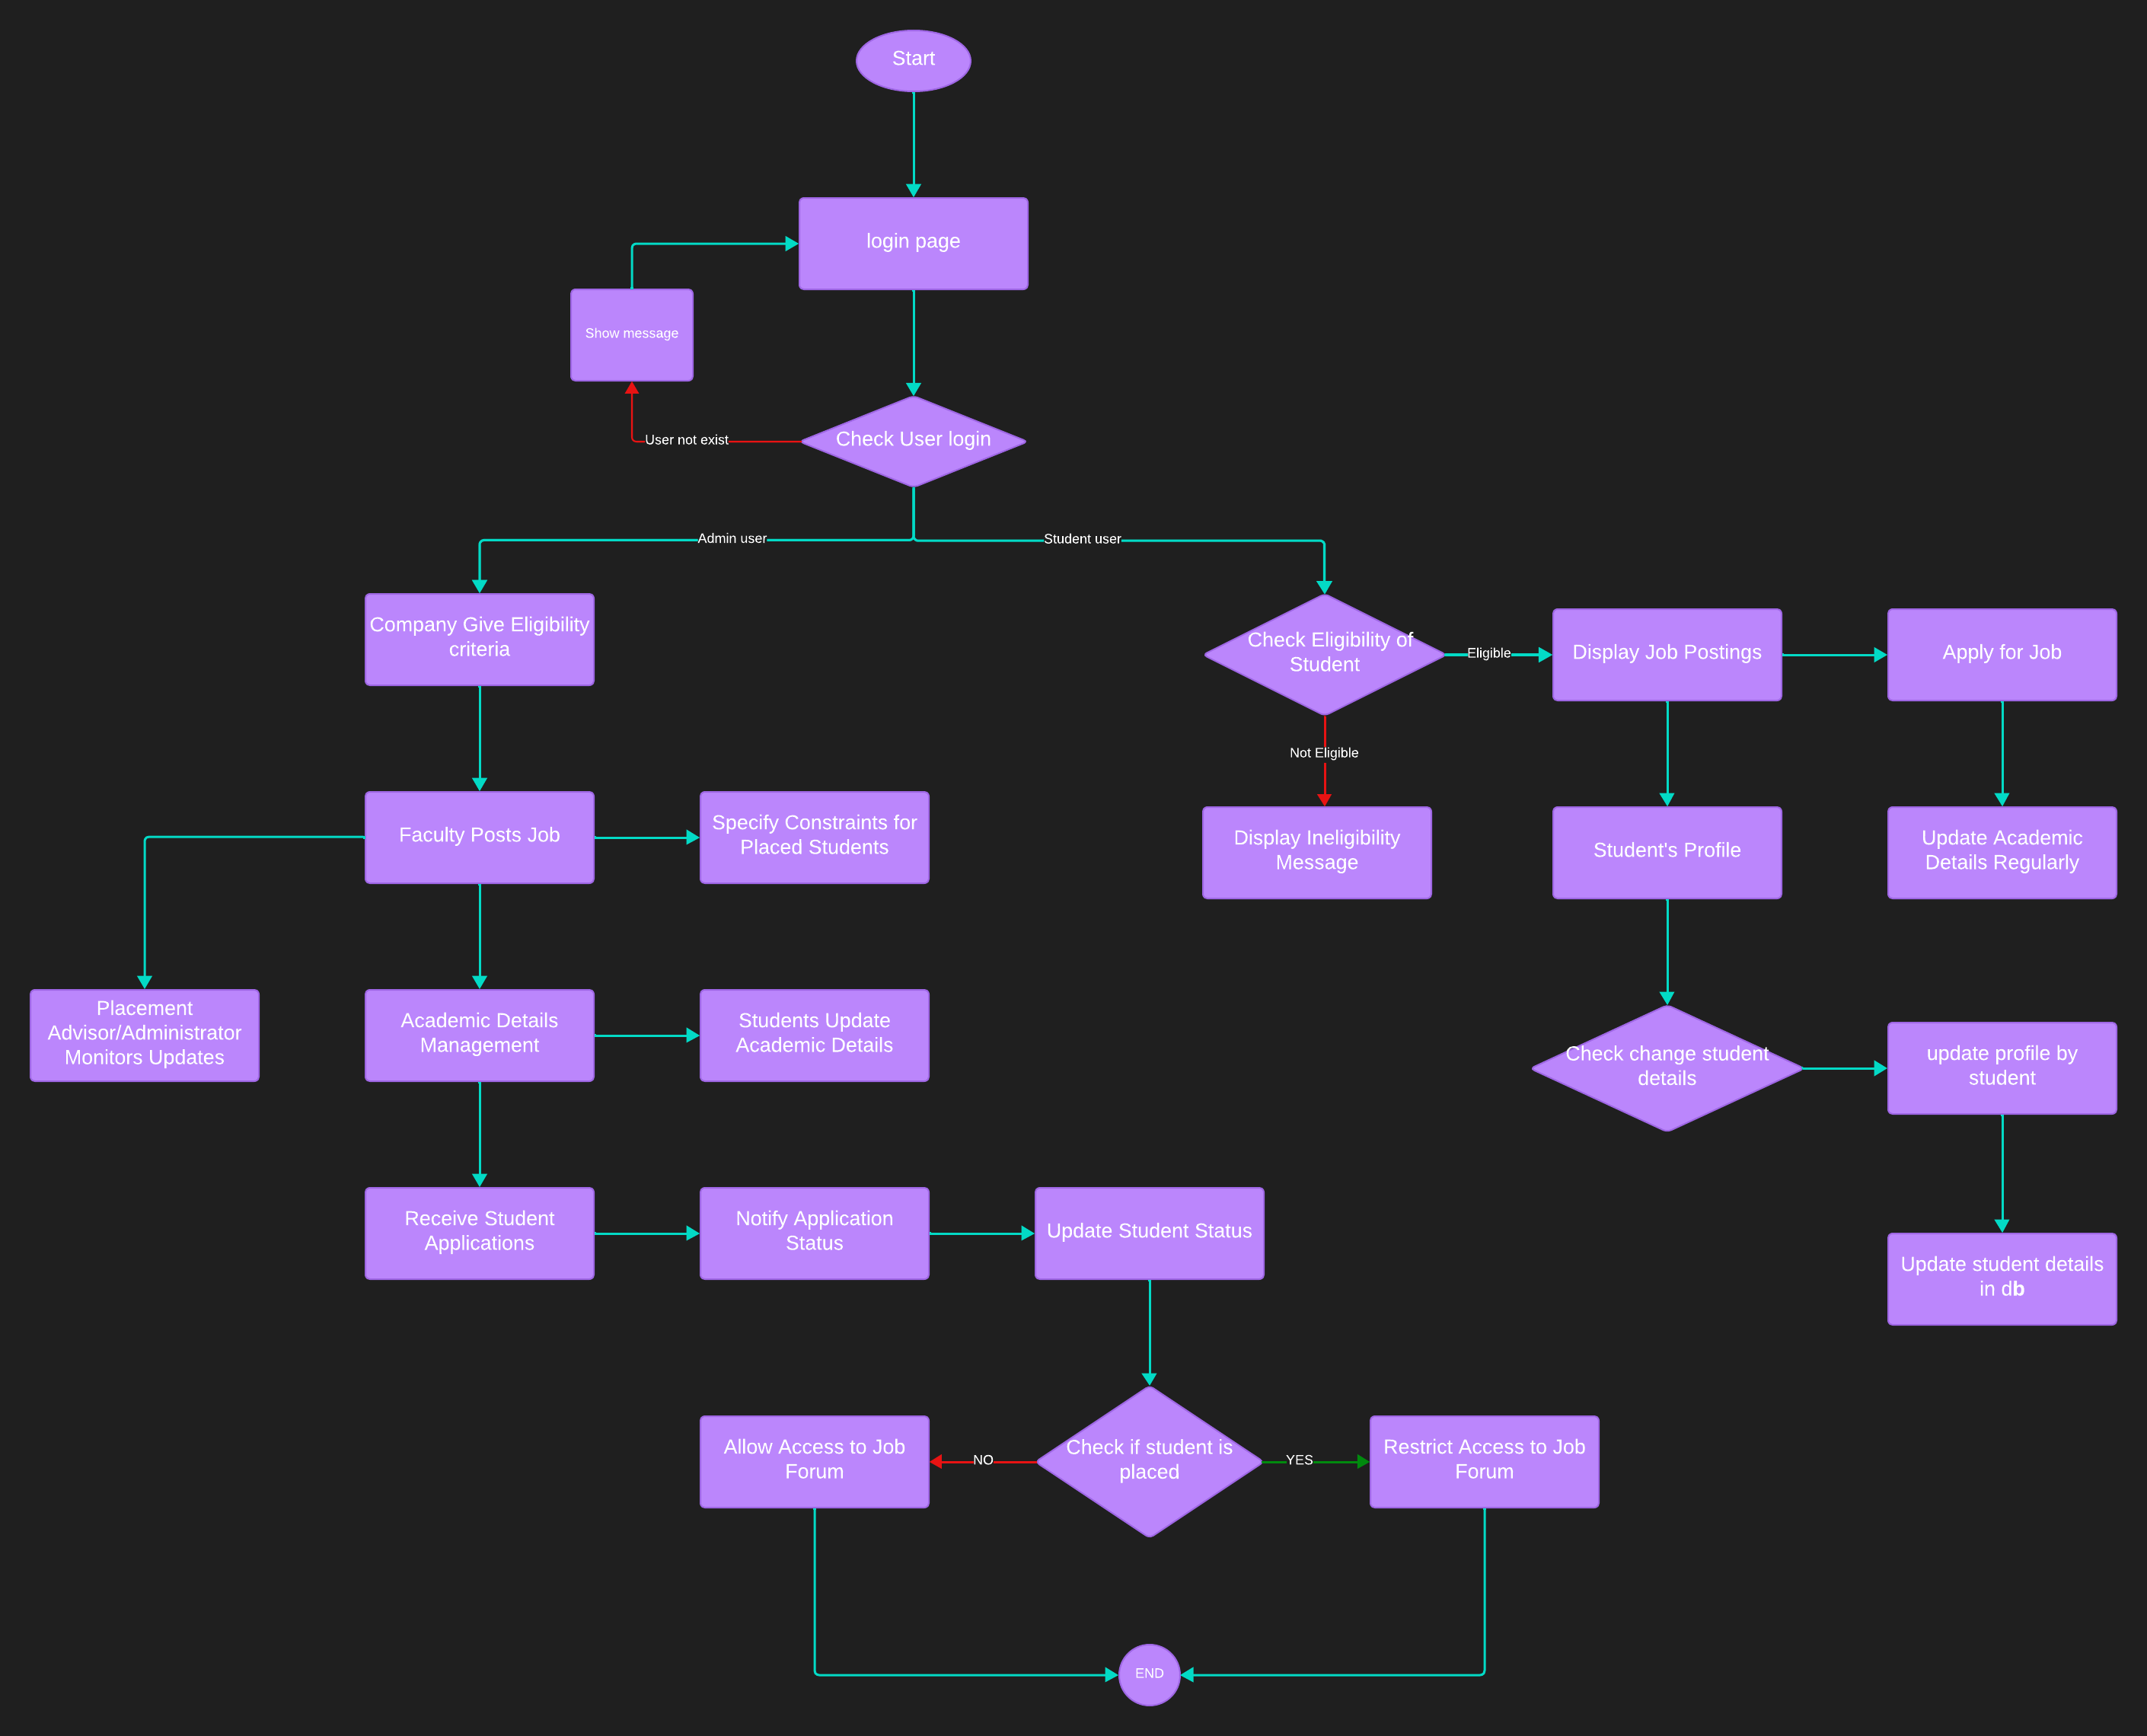 Start
login page
Show message
Check User login
User not exist
Admin user
Student user
Company Give Eligibility
criteria
Check Eligibility of
Student
Eligible
Display Job Postings
Apply for Job
Not Eligible
Faculty Posts Job
Specify Constraints for
Placed Students
Display Ineligibility
Message
Student's Profile
Update Academic
Details Regularly
Placement
Advisor/Administrator
Monitors Updates
Academic Details
Management
Students Update
Academic Details
Check change student
details
update profile by
student
Receive Student
Applications
Notify Application
Status
Update Student Status
Update student details
in db
Allow Access to Job
Forum
NO
Check if student is
placed
YES
Restrict Access to Job
Forum
END